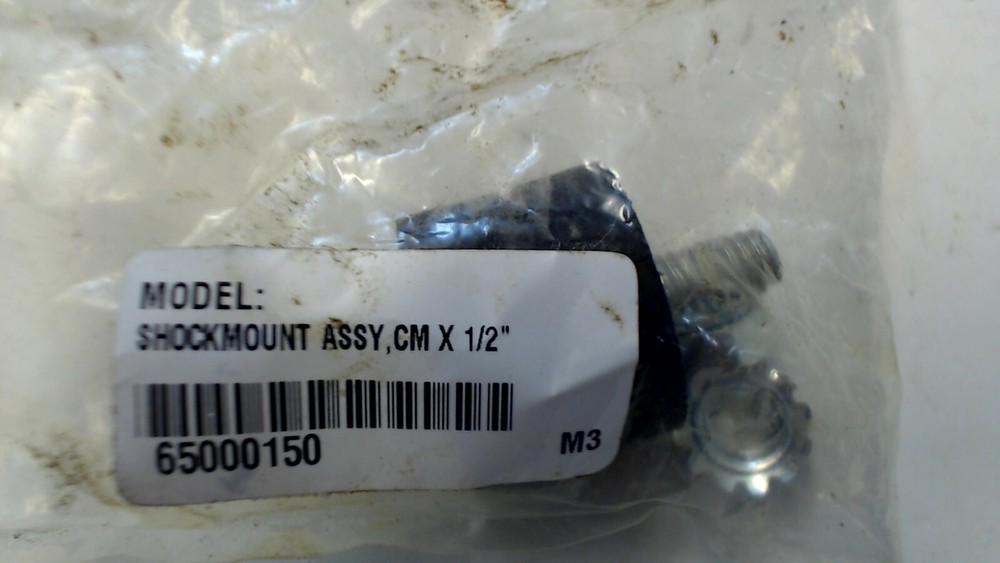 MODEL:
SHOCKMOUNT ASSY,CM X 1/2"
65000150
M3